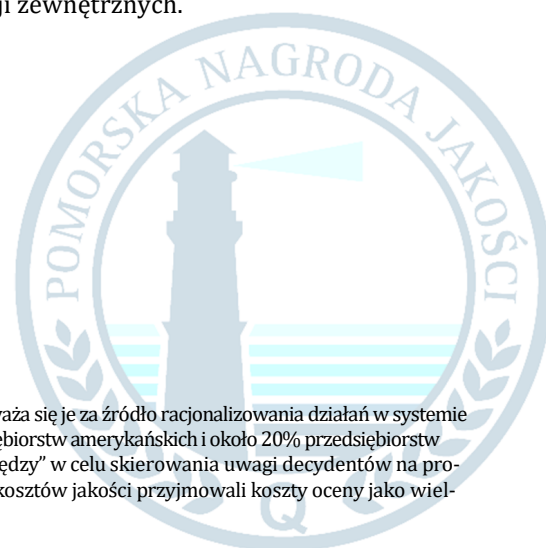 ji zewnętrznych.
POMORSKA NAGRODA JAKOŚCI
waża się je za źródło racjonalizowania działań w systemie
ębiorstw amerykańskich i około 20% przedsiębiorstw
ędzy” w celu skierowania uwagi decydentów na pro-
kosztów jakości przyjmowali koszty oceny jako wiel-
Q